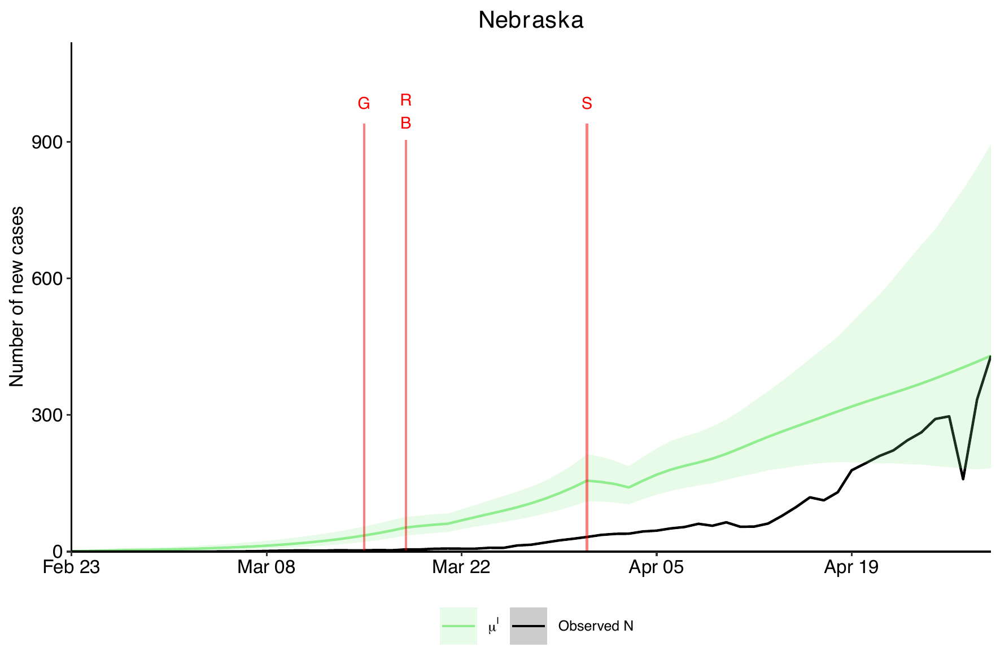 Nebraska
Number of new cases
G
R
B
S
900
600
300
0
Feb 23
Mar 08
Mar 22
Apr 05
Apr 19
μᴵ
Observed N